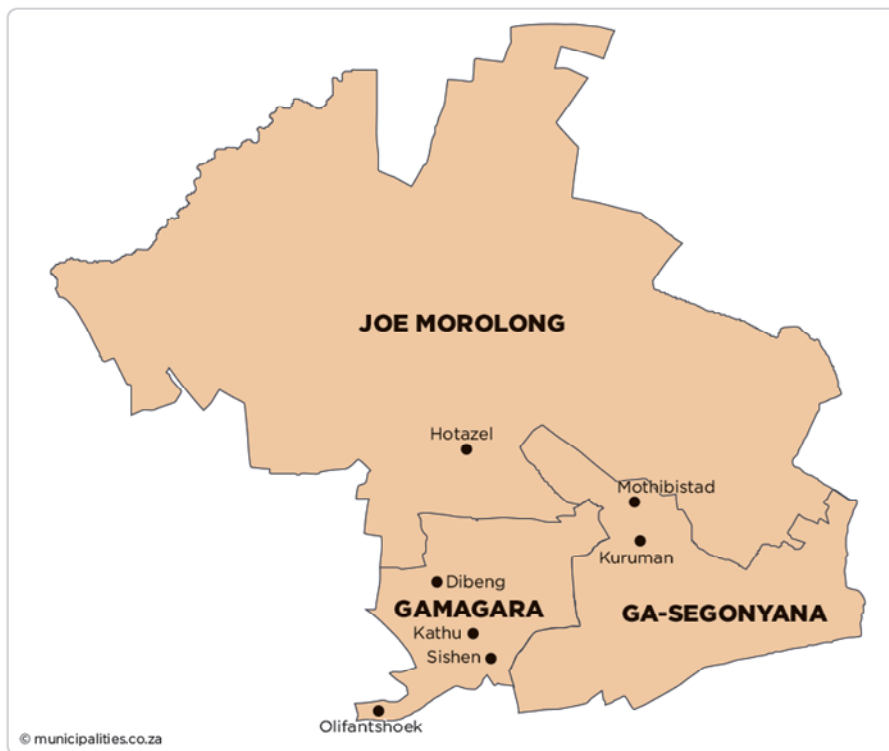 JOE MOROLONG
Hotazel
Mothibistad
Kuruman
Dibeng
GAMAGARA
GA-SEGONYANA
Kathu
Sishen
Olifantshoek
© municipalities.co.za